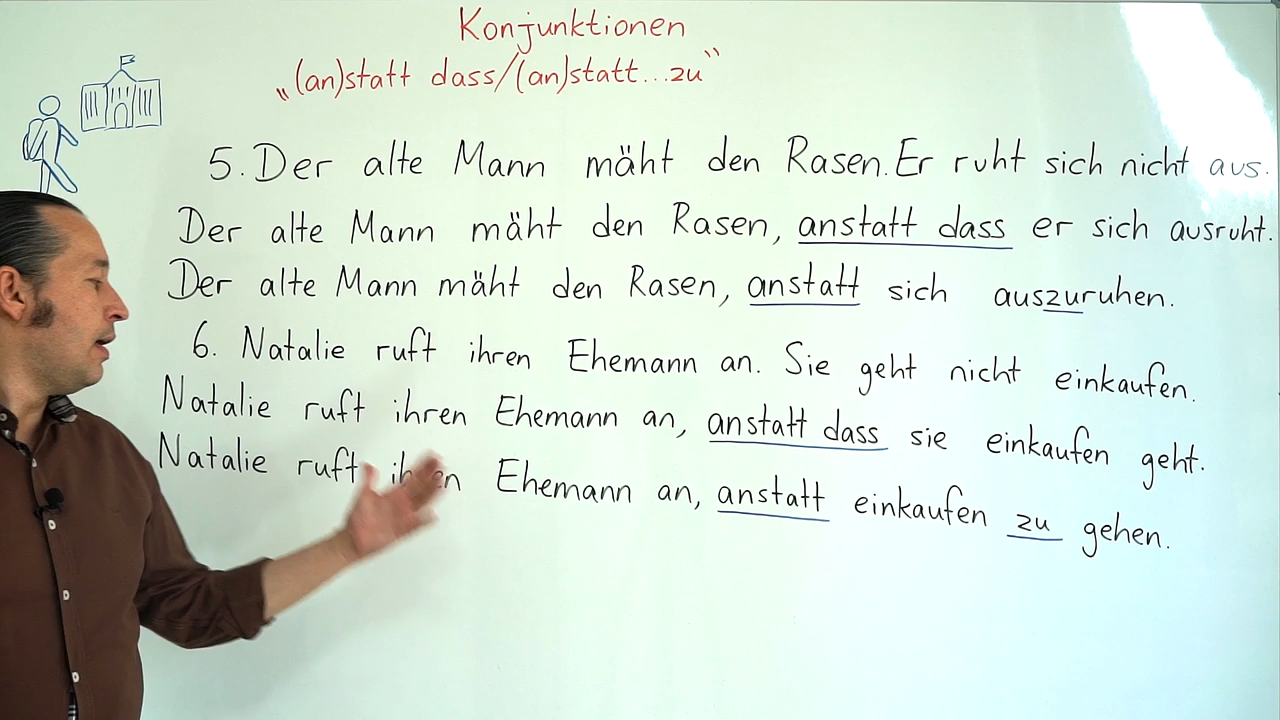 Konjunktionen
„(an)statt dass/(an)statt...zu“
5. Der alte Mann mäht den Rasen. Er ruht sich nicht aus.
Der alte Mann mäht den Rasen, anstatt dass er sich ausruht.
Der alte Mann mäht den Rasen, anstatt sich auszuruhen.
6. Natalie ruft ihren Ehemann an. Sie geht nicht einkaufen.
Natalie ruft ihren Ehemann an, anstatt dass sie einkaufen geht.
Natalie ruft ihren Ehemann an, anstatt einkaufen zu gehen.